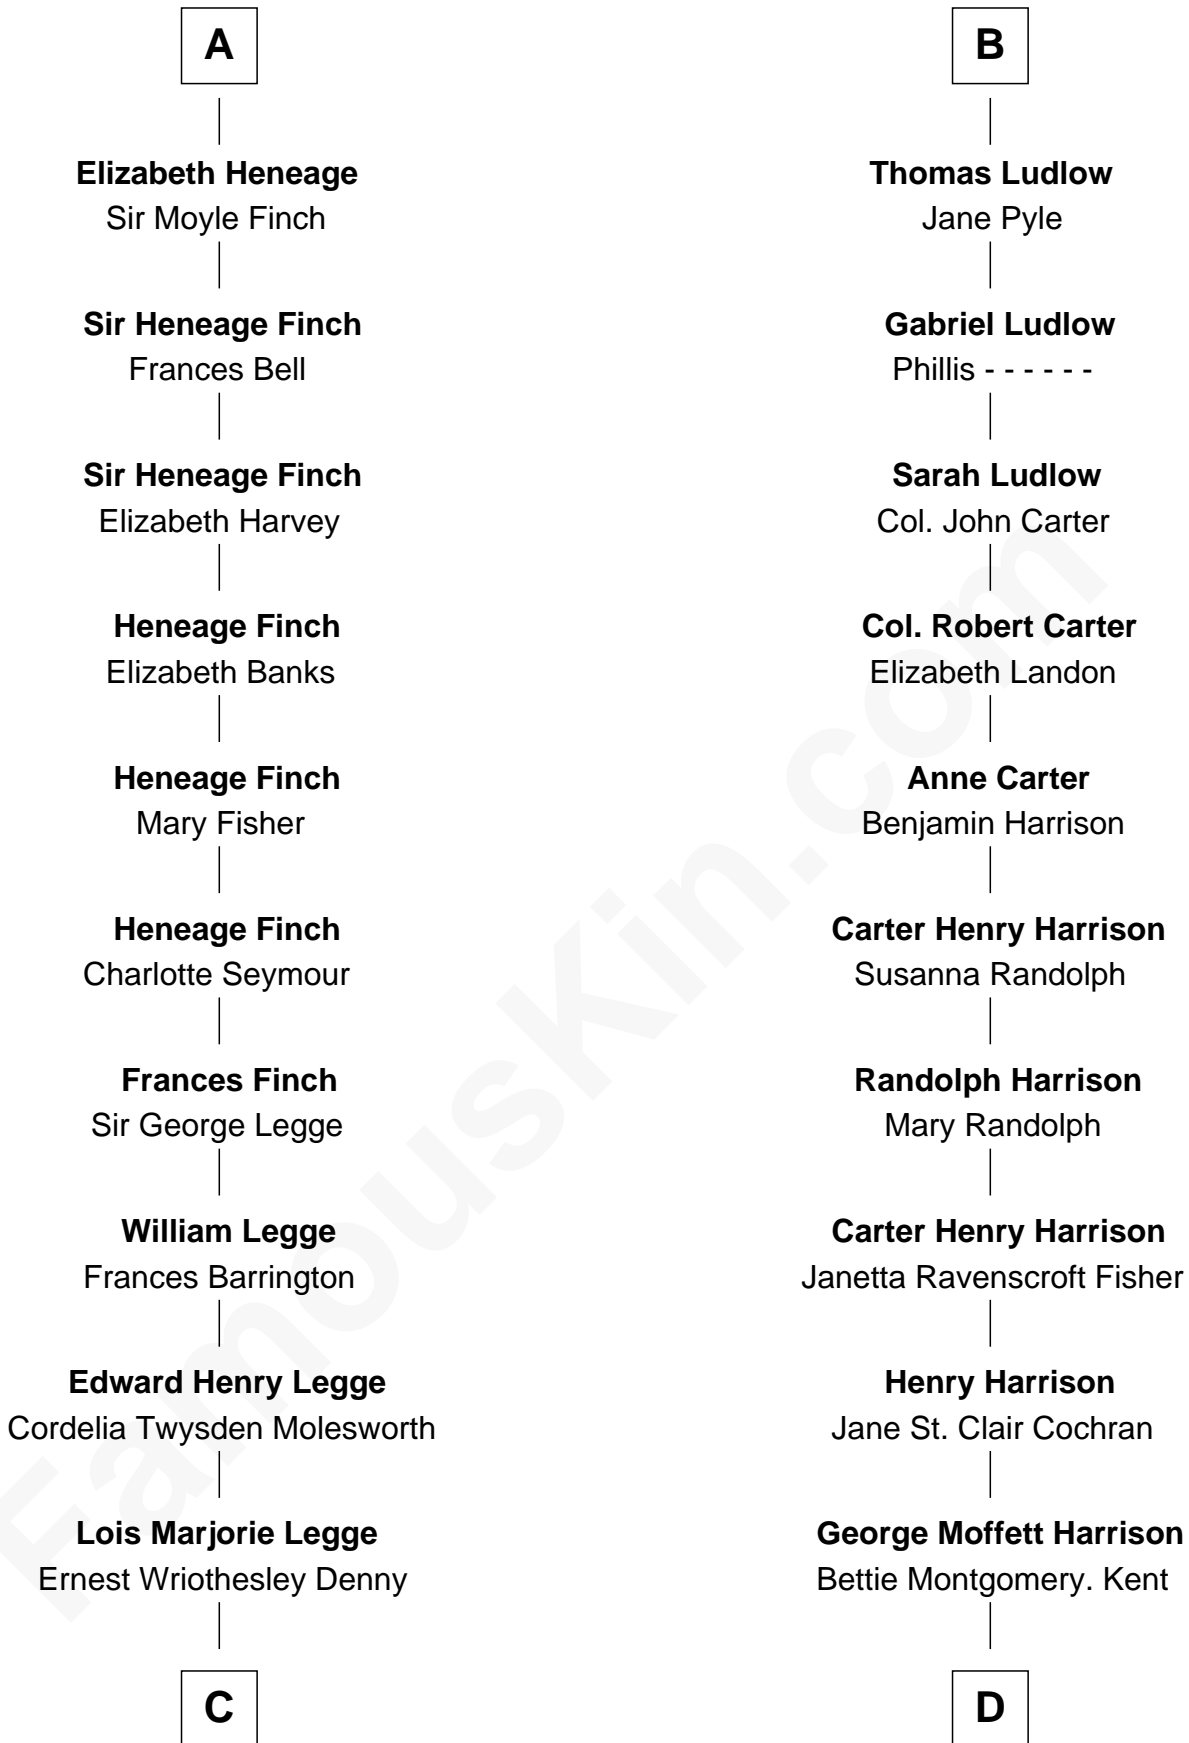 A
Elizabeth Heneage
Sir Moyle Finch
Sir Heneage Finch
Frances Bell
Sir Heneage Finch
Elizabeth Harvey
Heneage Finch
Elizabeth Banks
Heneage Finch
Mary Fisher
Heneage Finch
Charlotte Seymour
Frances Finch
Sir George Legge
William Legge
Frances Barrington
Edward Henry Legge
Cordelia Twysden Molesworth
Lois Marjorie Legge
Ernest Wriothesley Denny
C
B
Thomas Ludlow
Jane Pyle
Gabriel Ludlow
Phillis - - - - - -
Sarah Ludlow
Col. John Carter
Col. Robert Carter
Elizabeth Landon
Anne Carter
Benjamin Harrison
Carter Henry Harrison
Susanna Randolph
Randolph Harrison
Mary Randolph
Carter Henry Harrison
Janetta Ravenscroft Fisher
Henry Harrison
Jane St. Clair Cochran
George Moffett Harrison
Bettie Montgomery. Kent
D
FamousKin.com